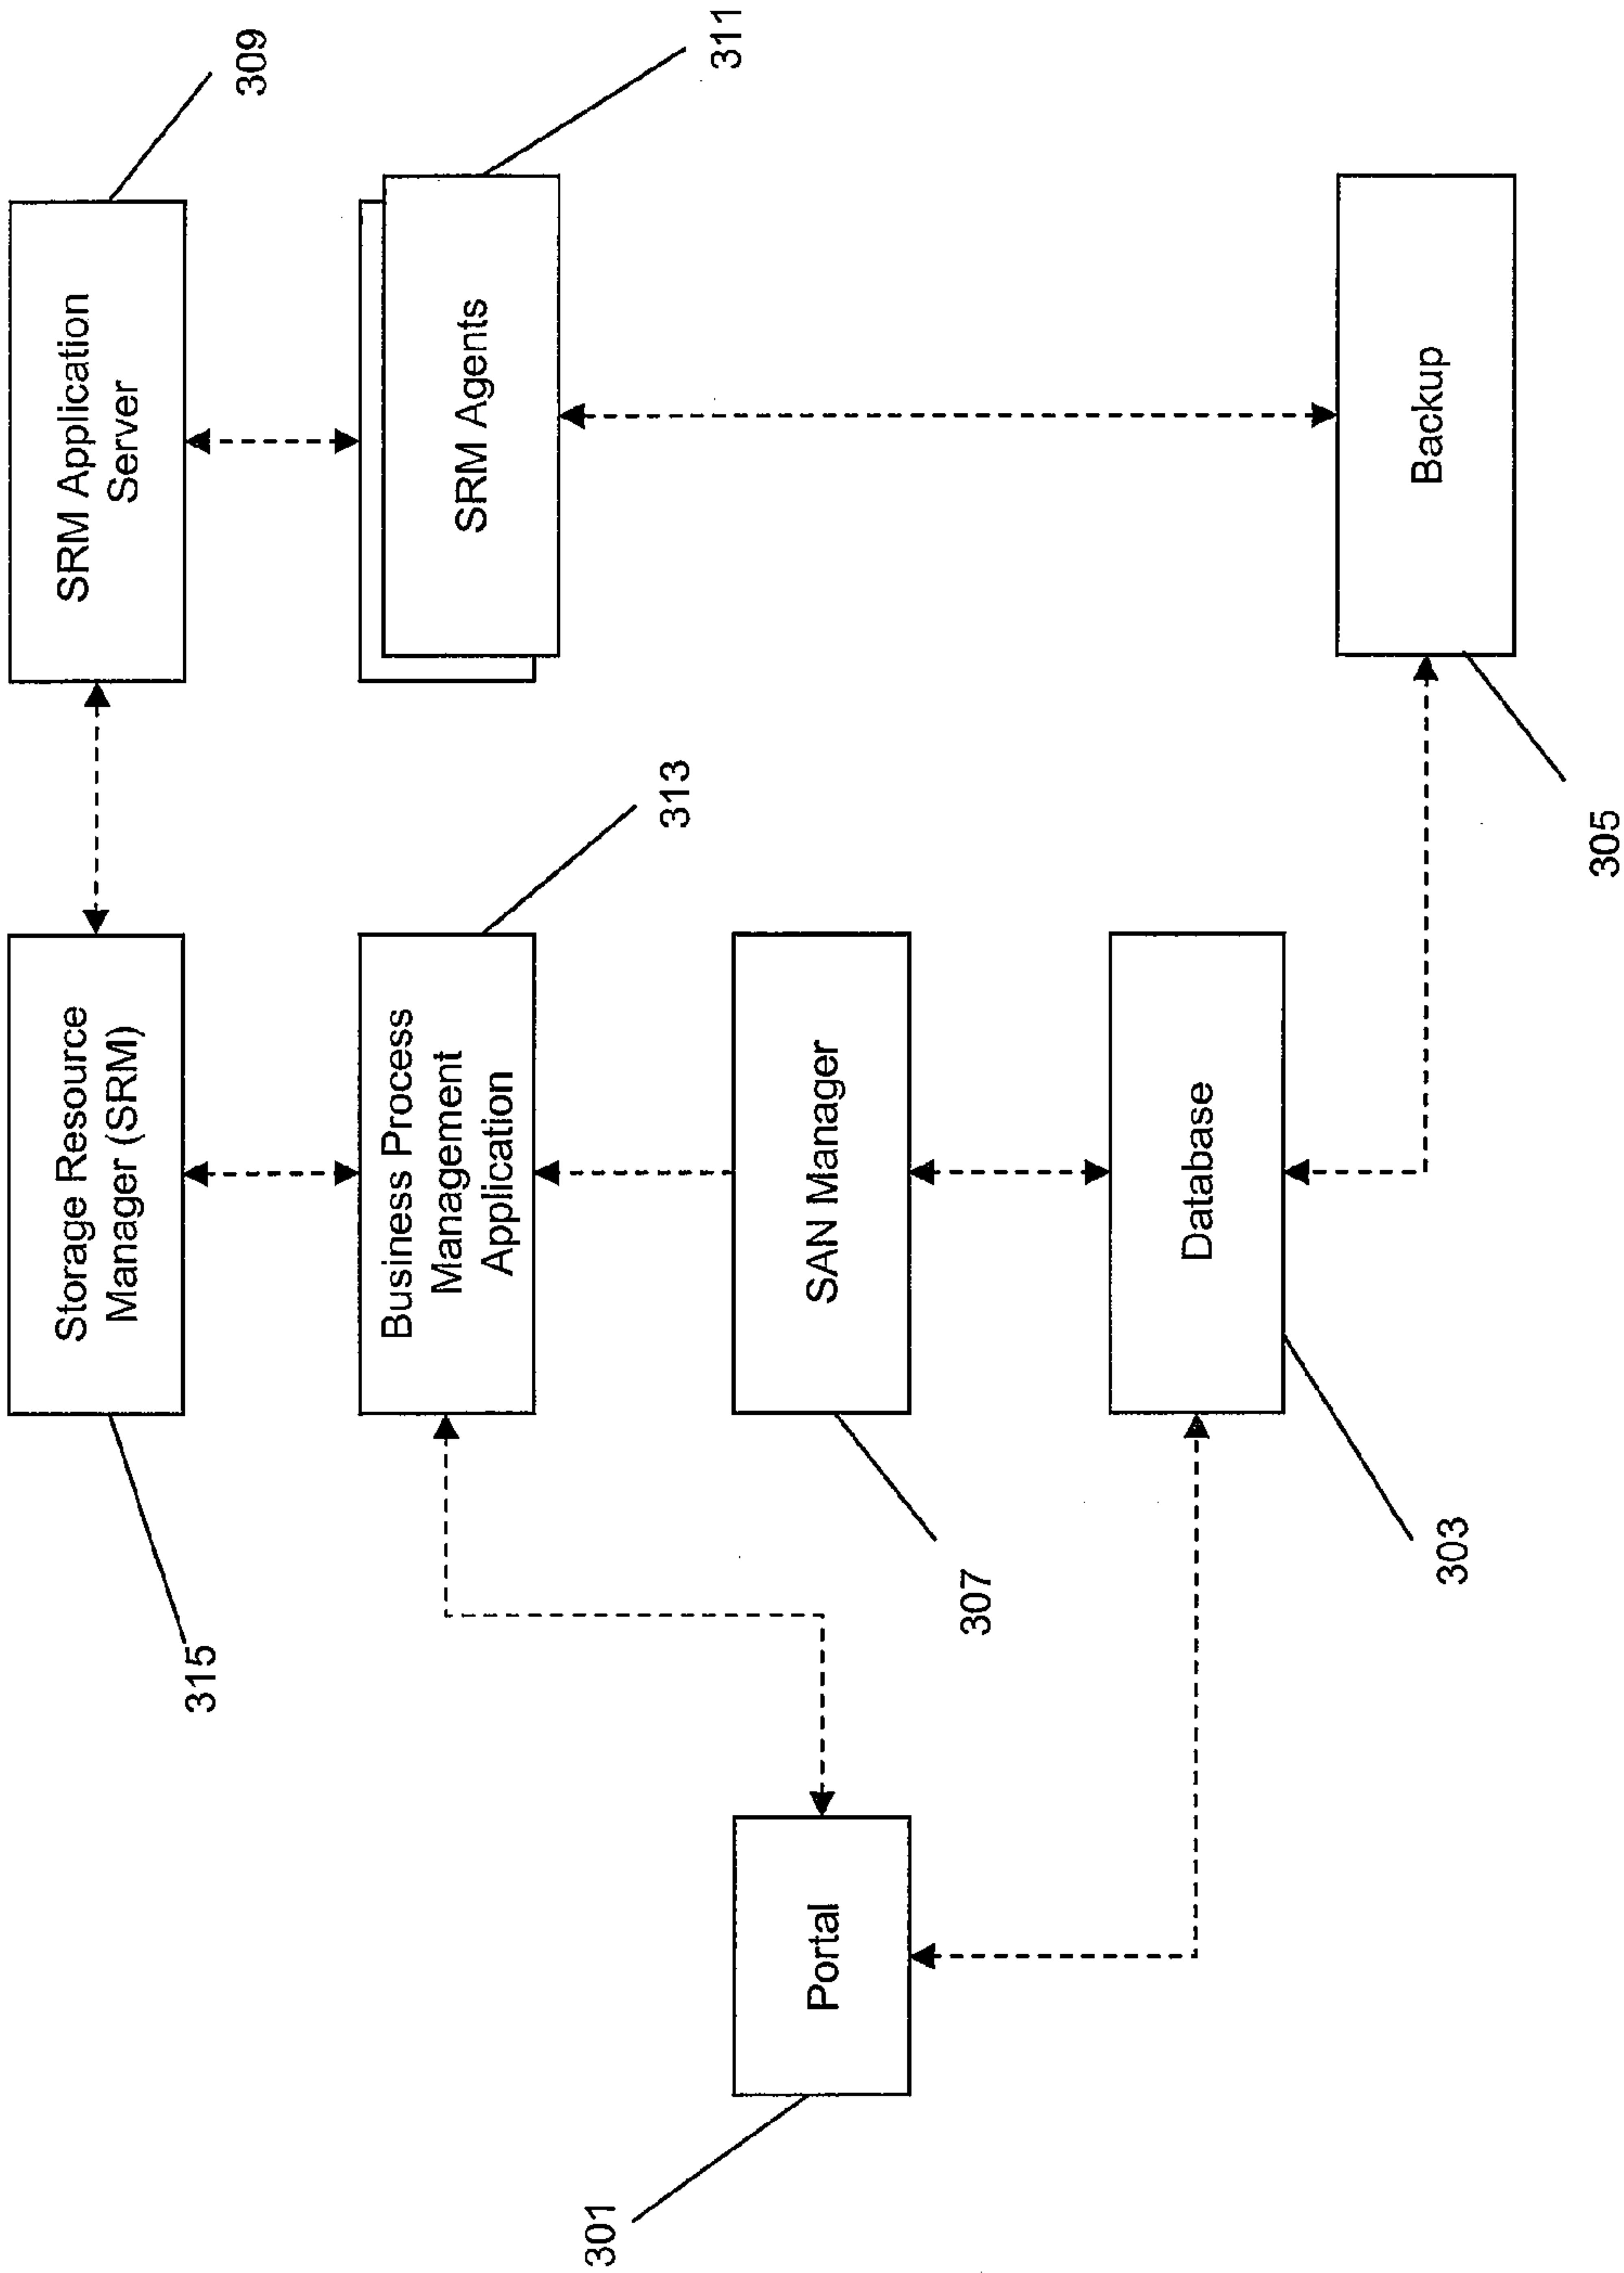 309
SRM Application
Server
311
SRM Agents
Backup
305
Storage Resource
Manager (SRM)
315
313
Business Process
Management
Application
SAN Manager
307
Database
303
Portal
301